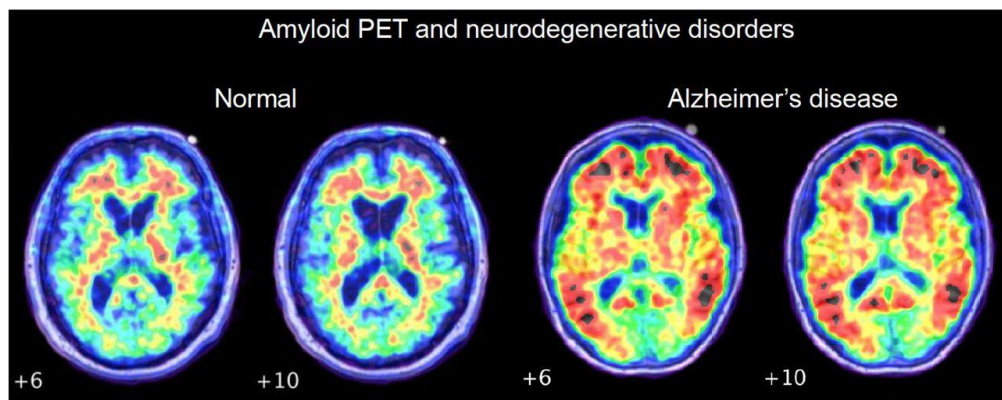 Amyloid PET and neurodegenerative disorders
Normal
Alzheimer's disease
+6
+10
+6
+10